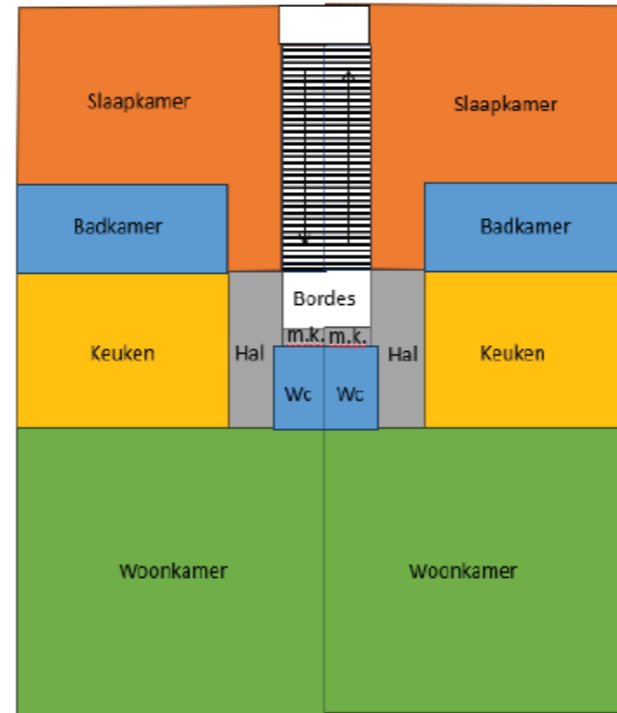 Slaapkamer
Slaapkamer
Badkamer
Badkamer
Bordes
m.k. m.k.
Keuken
Hal
Hal
Keuken
Wc
Wc
Woonkamer
Woonkamer